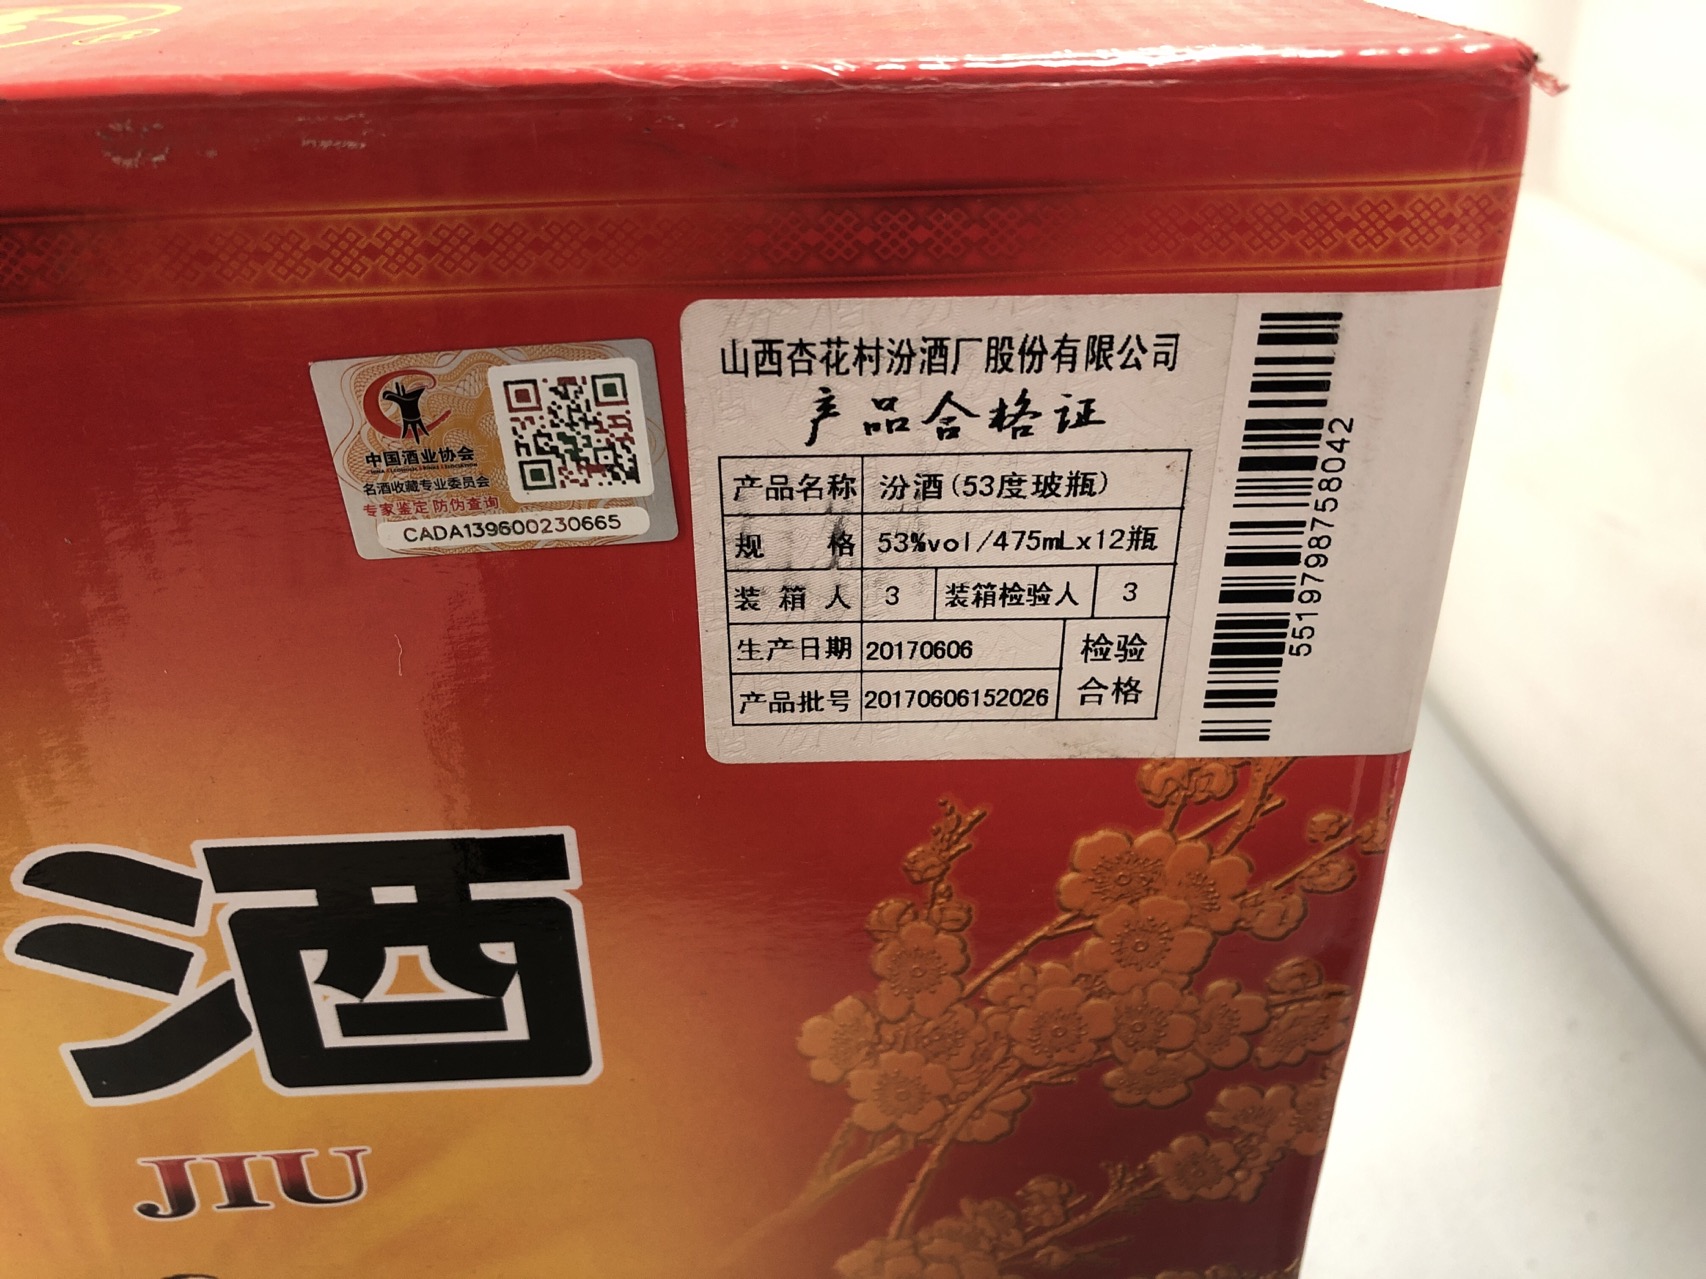 中国酒业协会
名酒收藏专业委员会
专家鉴定 防伪查询
CADA139600230665
山西杏花村汾酒厂股份有限公司
产品合格证
产品名称 汾酒(53度玻瓶)
规格 53%vol/475mLx12瓶
装箱人 3 装箱检验人 3
生产日期 20170606 检验
产品批号 20170606152026 合格
55197987558042
酒
JIU